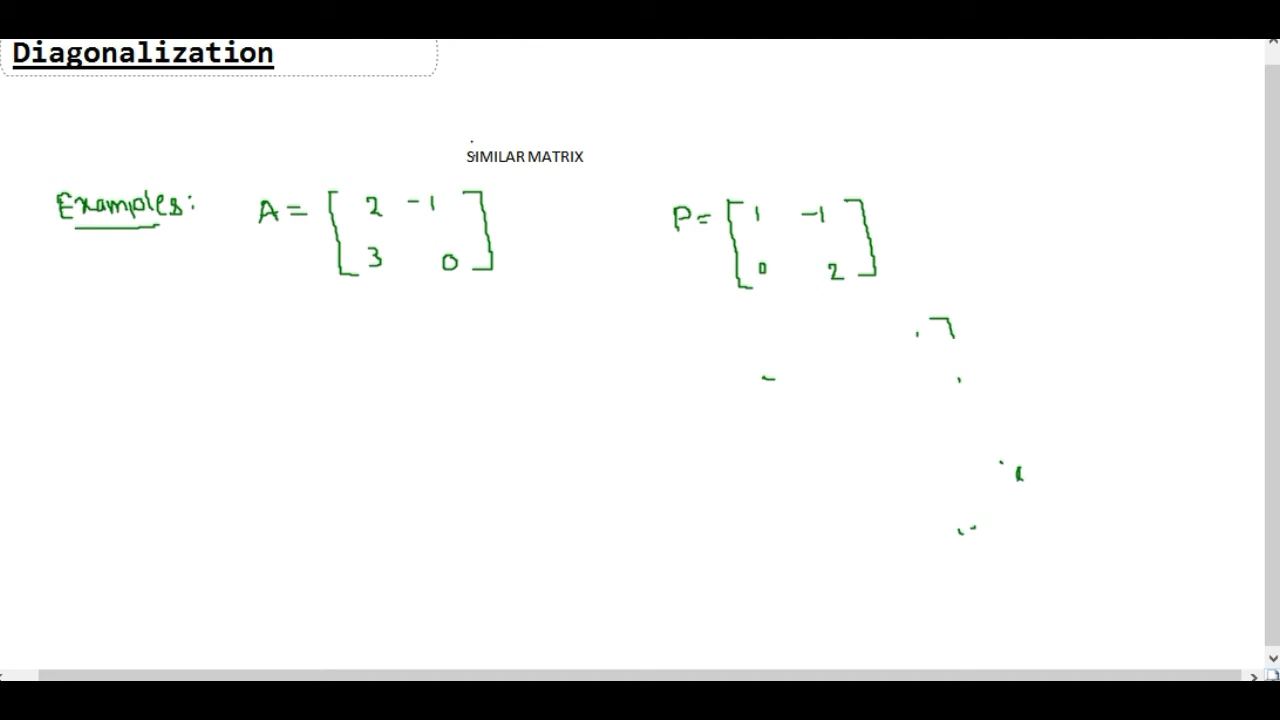 Diagonalization
SIMILAR MATRIX
Examples: A = [ 2 -1 P = [ 1 -1
3 0 ] 0 2 ]